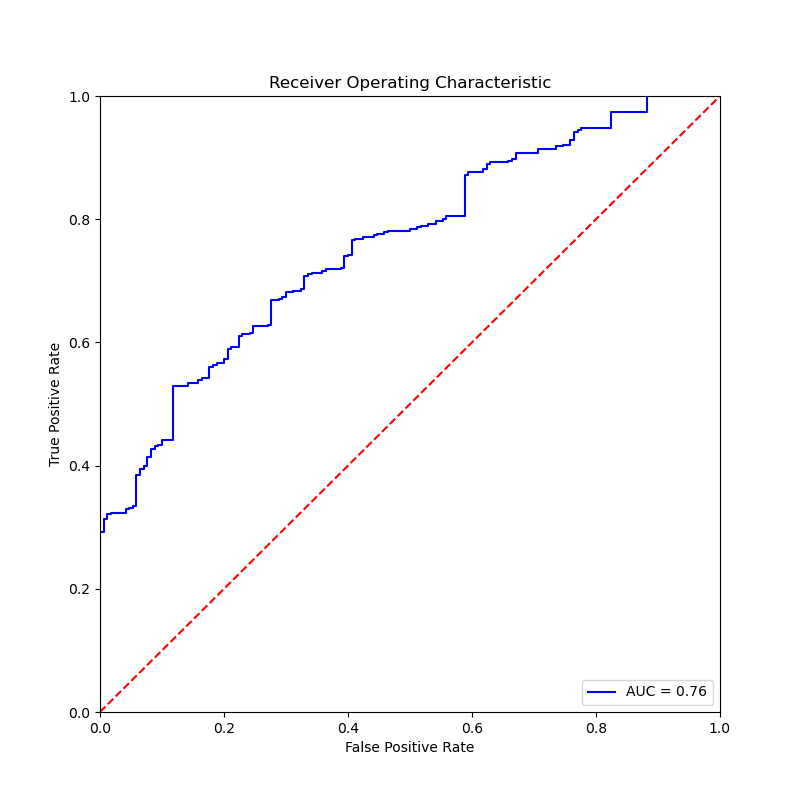 Receiver Operating Characteristic
1.0
0.8
0.6
0.4
0.2
0.0
True Positive Rate
AUC = 0.76
0.0 0.2 0.4 0.6 0.8 1.0
False Positive Rate